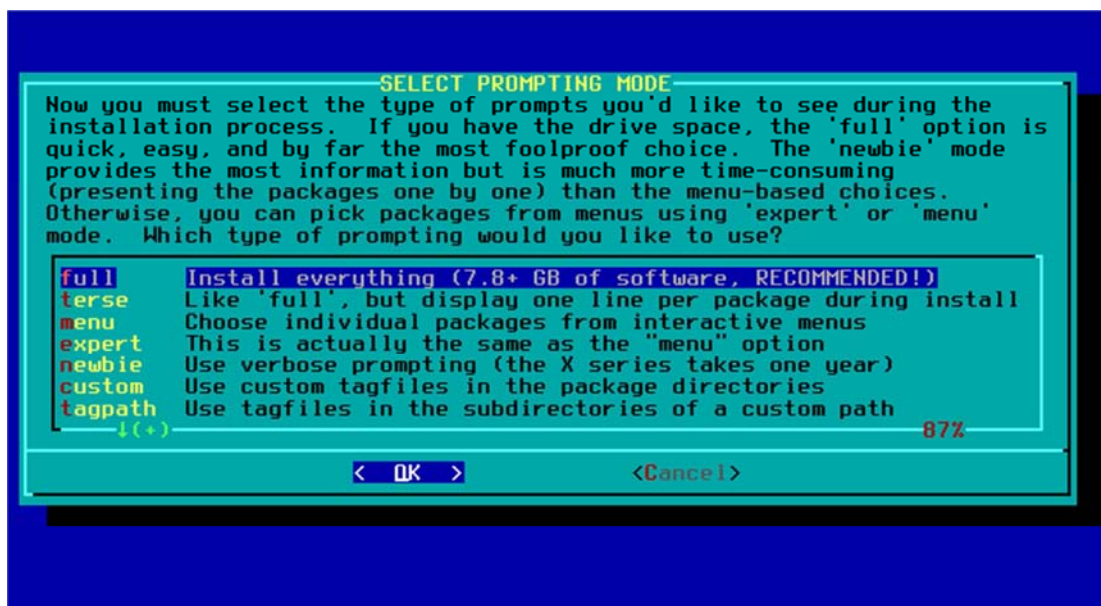 SELECT PROMPTING MODE
Now you must select the type of prompts you'd like to see during the
installation process.  If you have the drive space, the 'full' option is
quick, easy, and by far the most foolproof choice.  The 'newbie' mode
provides the most information but is much more time-consuming
(presenting the packages one by one) than the menu-based choices.
Otherwise, you can pick packages from menus using 'expert' or 'menu'
mode.  Which type of prompting would you like to use?
full Install everything (7.8+ GB of software, RECOMMENDED!)
terse Like 'full', but display one line per package during install
menu Choose individual packages from interactive menus
expert This is actually the same as the "menu" option
newbie Use verbose prompting (the X series takes one year)
custom Use custom tagfiles in the package directories
tagpath Use tagfiles in the subdirectories of a custom path
↓(+) 87%
< OK > <Cancel>